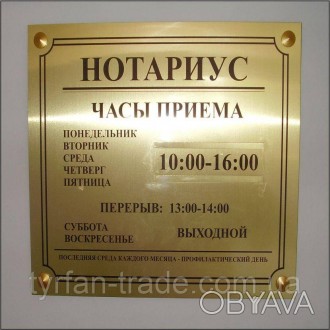 НОТАРИУС
ЧАСЫ ПРИЕМА
ПОНЕДЕЛЬНИК
ВТОРНИК
СРЕДА
ЧЕТВЕРГ
ПЯТНИЦА
10:00-16:00
ПЕРЕРЫВ: 13:00-14:00
СУББОТА
ВОСКРЕСЕНЬЕ
ВЫХОДНОЙ
ПОСЛЕДНЯЯ СРЕДА КАЖДОГО МЕСЯЦА - ПРОФИЛАКТИЧЕСКИЙ ДЕНЬ
tyrfan-trade.com.ua
OBYAVA